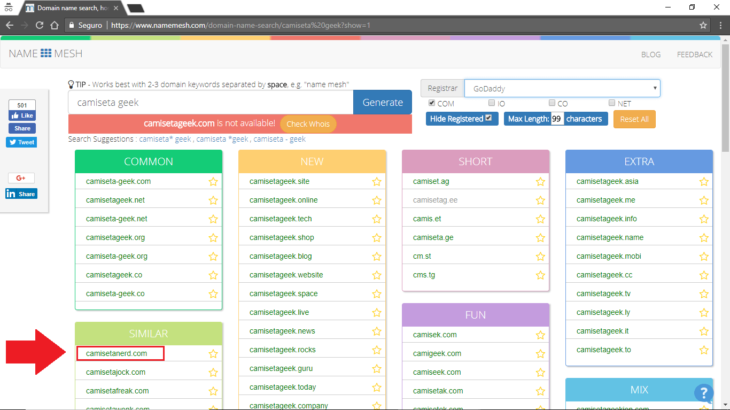 Domain name search, ho
Seguro | https://www.namemesh.com/domain-name-search/camiseta%20geek?show=1
NAME MESH
BLOG
FEEDBACK
501
Like
Share
Tweet
G+
Share
TIP - Works best with 2-3 domain keywords separated by space, e.g. "name mesh"
camiseta geek
Generate
camisetageek.com is not available! Check Whois
Search Suggestions : camiseta* geek , camiseta *geek , camiseta - geek
Registrar
GoDaddy
COM
IO
CO
NET
Hide Registered
Max Length: 99 characters
Reset All
COMMON
camiseta-geek.com
camisetageek.net
camiseta-geek.net
camisetageek.org
camiseta-geek.org
camisetageek.co
camiseta-geek.co
SIMILAR
camisetanerd.com
camisetajock.com
camisetafreak.com
NEW
camisetageek.site
camisetageek.online
camisetageek.tech
camisetageek.shop
camisetageek.blog
camisetageek.website
camisetageek.space
camisetageek.live
camisetageek.news
camisetageek.rocks
camisetageek.guru
camisetageek.today
camisetageek.company
SHORT
camiset.ag
camisetag.ee
camis.et
camiseta.ge
cm.st
cms.tg
FUN
camisek.com
camigeek.com
camiseek.com
camisetak.com
EXTRA
camisetageek.asia
camisetageek.me
camisetageek.info
camisetageek.name
camisetageek.mobi
camisetageek.cc
camisetageek.tv
camisetageek.ly
camisetageek.it
camisetageek.to
MIX
?